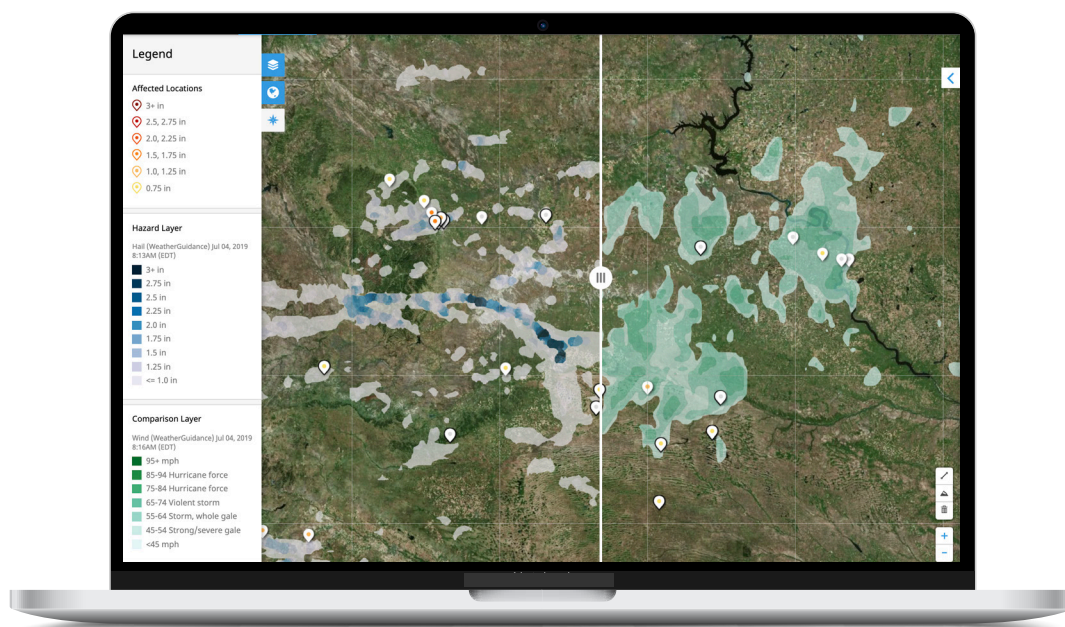 Legend
Affected Locations
3+ in
2.5, 2.75 in
2.0, 2.25 in
1.5, 1.75 in
1.0, 1.25 in
0.75 in
Hazard Layer
Hail (WeatherGuidance) Jul 04, 2019
8:13AM (EDT)
3+ in
2.75 in
2.5 in
2.25 in
2.0 in
1.75 in
1.5 in
1.25 in
<= 1.0 in
Comparison Layer
Wind (WeatherGuidance) Jul 04, 2019
8:16AM (EDT)
95+ mph
85-94 Hurricane force
75-84 Hurricane force
65-74 Violent storm
55-64 Storm, whole gale
45-54 Strong/severe gale
<45 mph